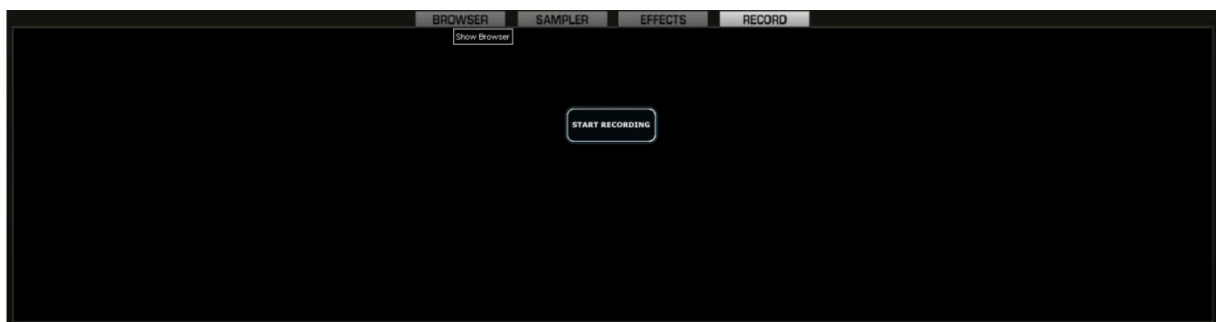 BROWSER SAMPLER EFFECTS RECORD
Show Browser
START RECORDING